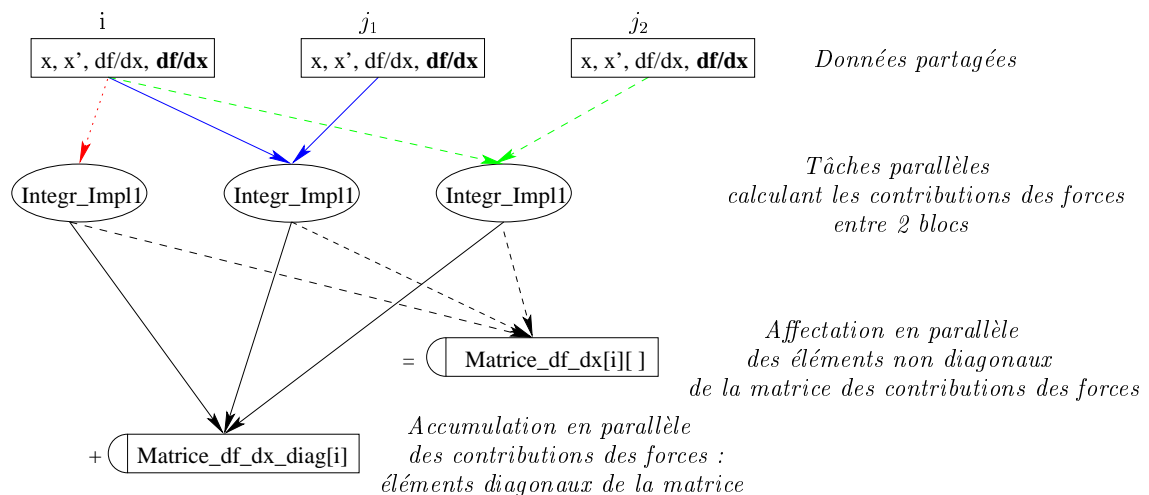 i
j1
j2
x, x', df/dx, df/dx
x, x', df/dx, df/dx
x, x', df/dx, df/dx
Données partagées
Integr_Impl1
Integr_Impl1
Integr_Impl1
Tâches parallèles
calculant les contributions des forces
entre 2 blocs
= Matrice_df_dx[i][ ]
Affectation en parallèle
des éléments non diagonaux
de la matrice des contributions des forces
+ Matrice_df_dx_diag[i]
Accumulation en parallèle
des contributions des forces :
éléments diagonaux de la matrice